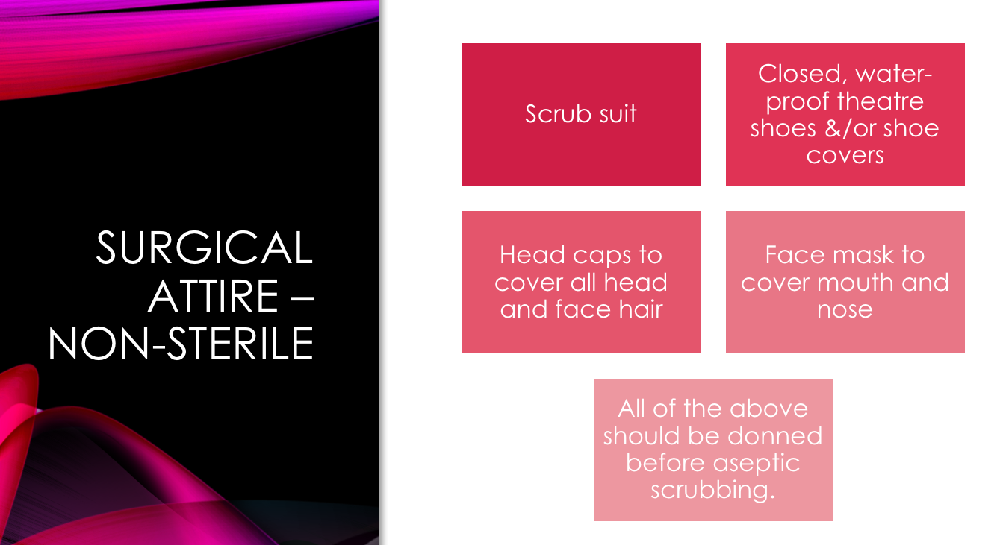 SURGICAL
ATTIRE –
NON-STERILE
Scrub suit
Closed, water-
proof theatre
shoes &/or shoe
covers
Head caps to
cover all head
and face hair
Face mask to
cover mouth and
nose
All of the above
should be donned
before aseptic
scrubbing.